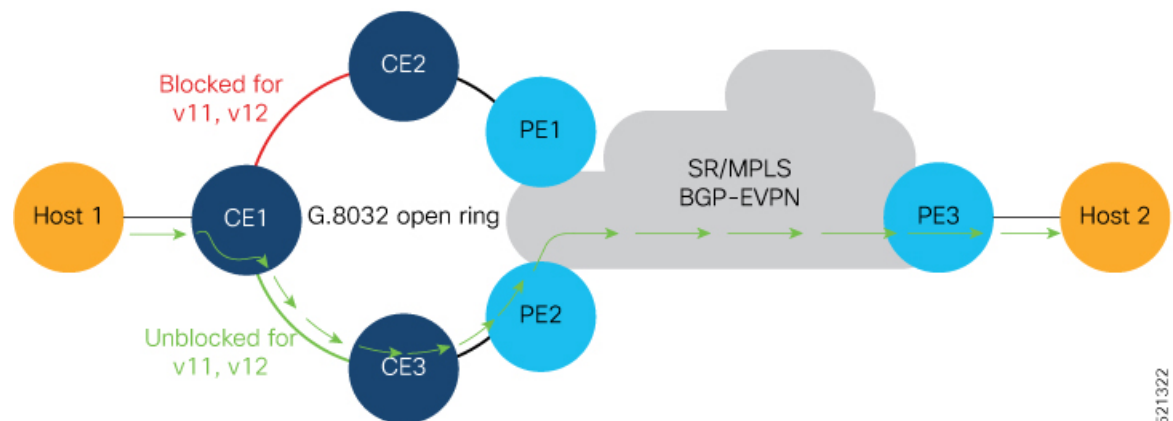 CE2
Blocked for
v11, v12
PE1
SR/MPLS
BGP-EVPN
Host 1
CE1
G.8032 open ring
PE3
Host 2
PE2
Unblocked for
v11, v12
CE3